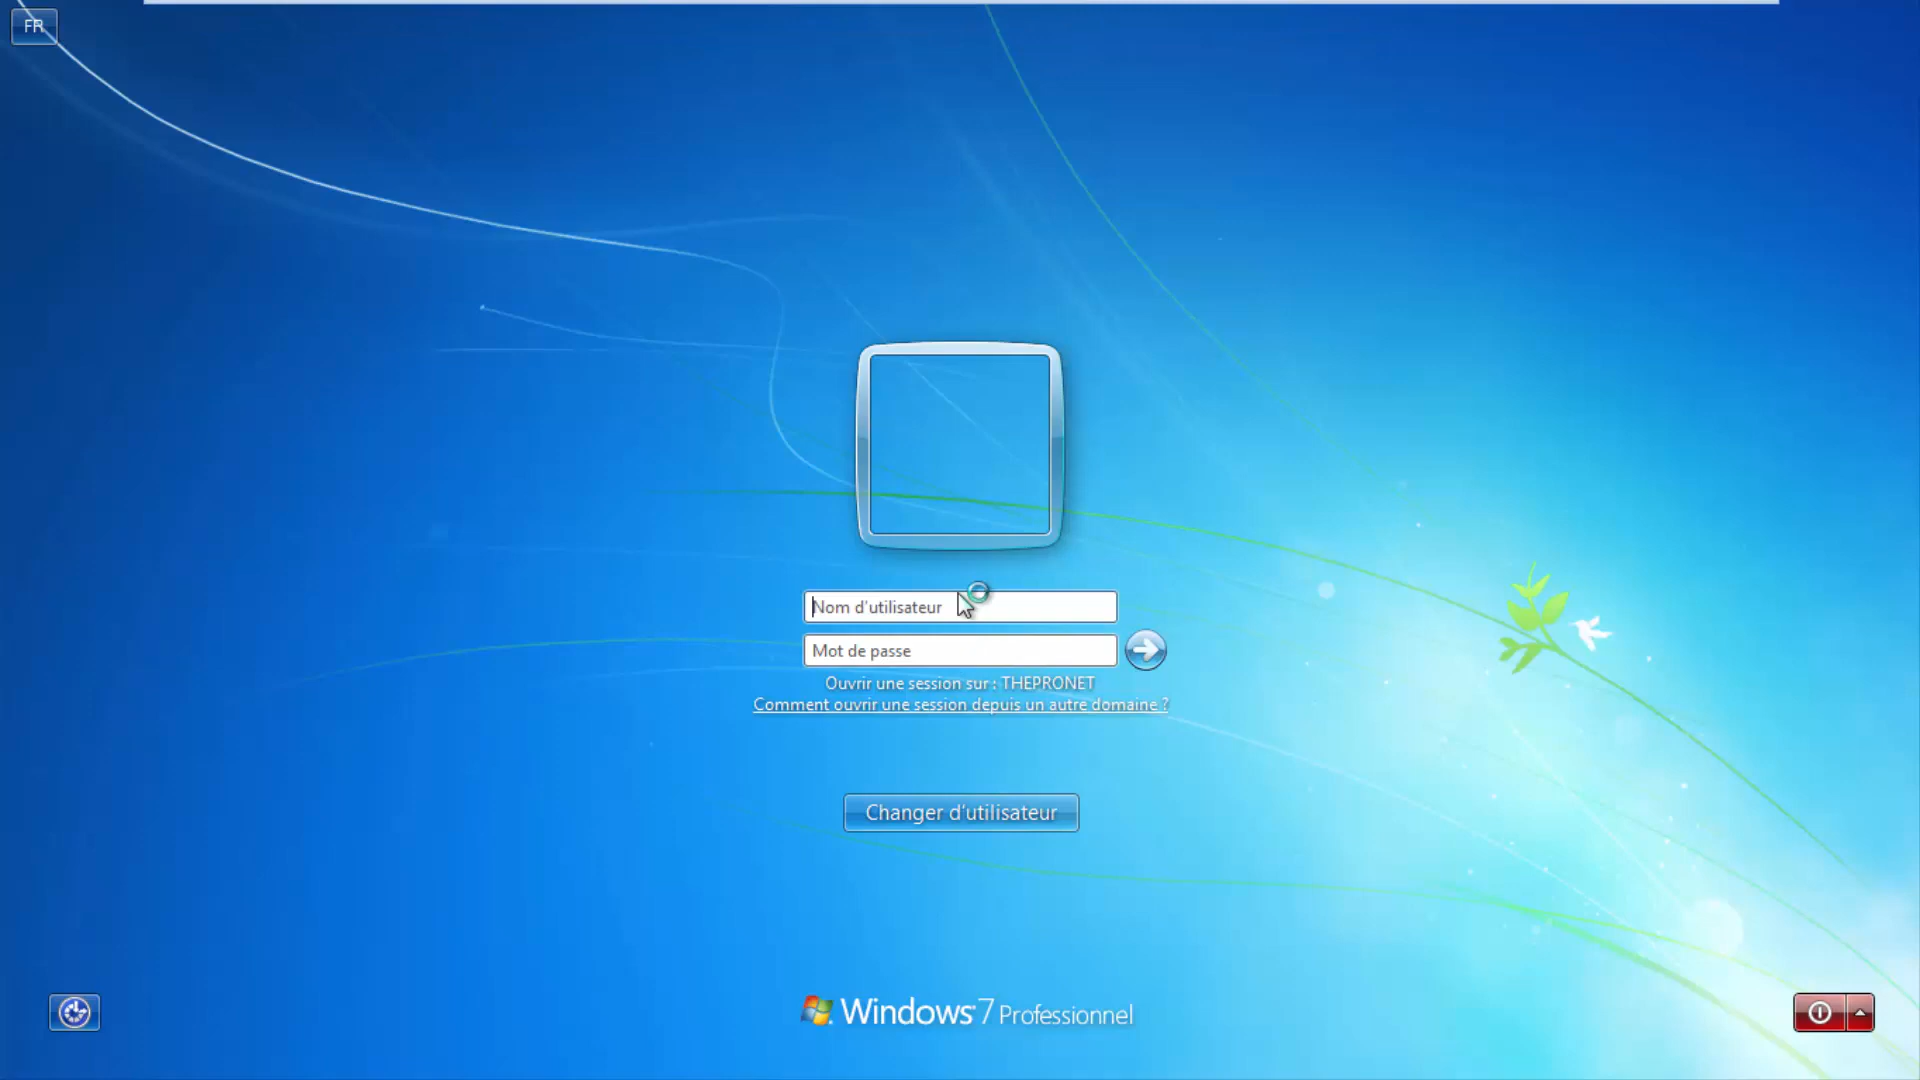 FR
Nom d'utilisateur
Mot de passe
Ouvrir une session sur : THEPRONET
Comment ouvrir une session depuis un autre domaine ?
Changer d'utilisateur
Windows 7 Professionnel